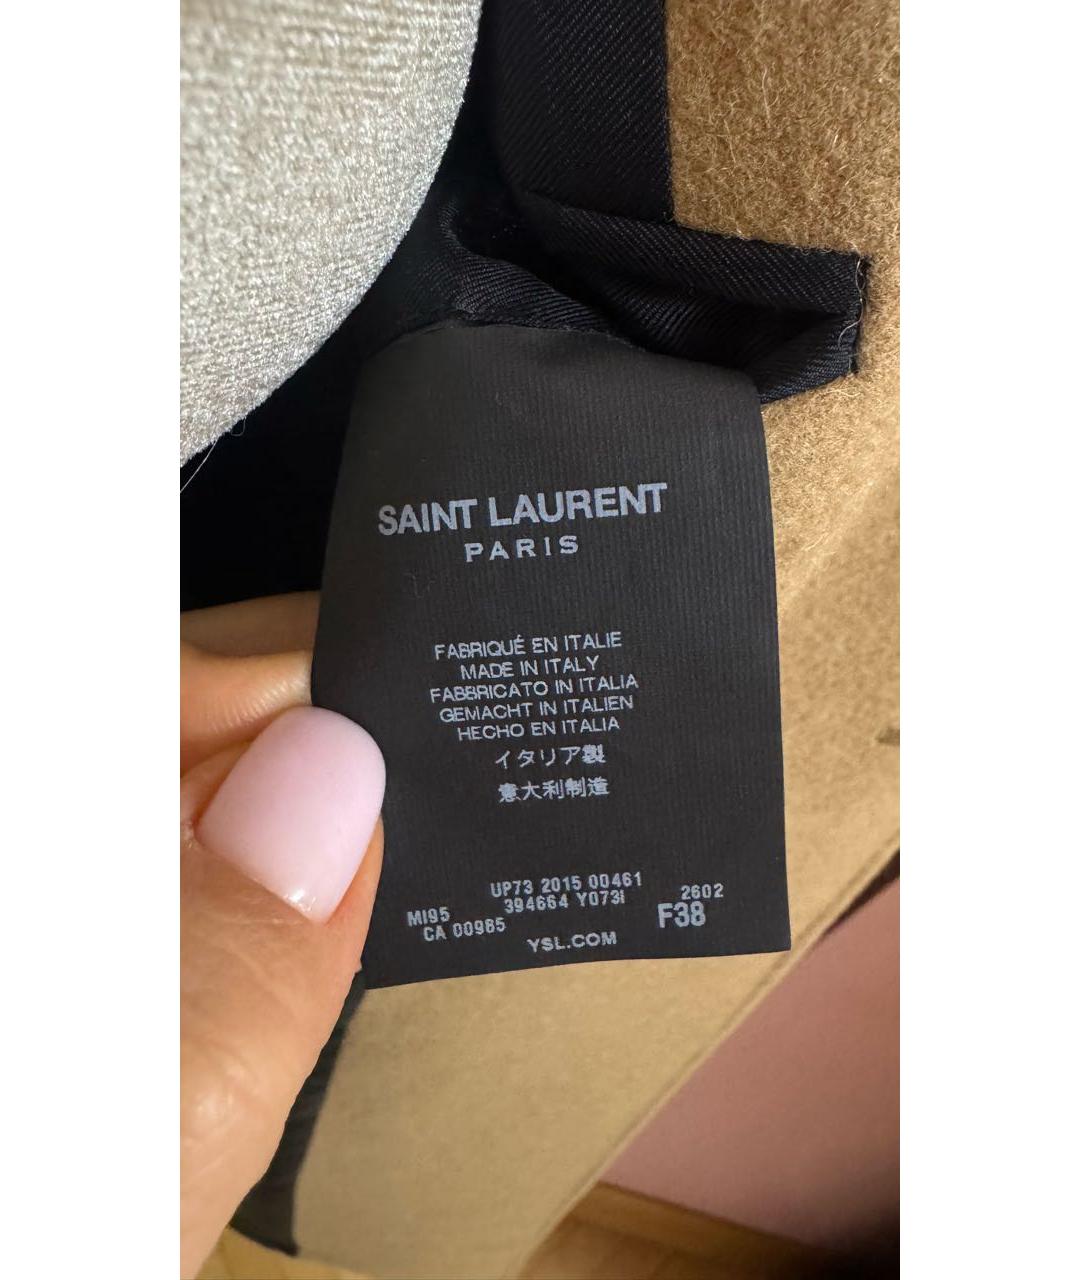 SAINT LAURENT
PARIS
FABRIQUÉ EN ITALIE
MADE IN ITALY
FABBRICATO IN ITALIA
GEMACHT IN ITALIEN
HECHO EN ITALIA
イタリア製
意大利制造
UP73 2015 00461
MI95 394664 Y073I 2602
CA 00965 F38
YSL.COM